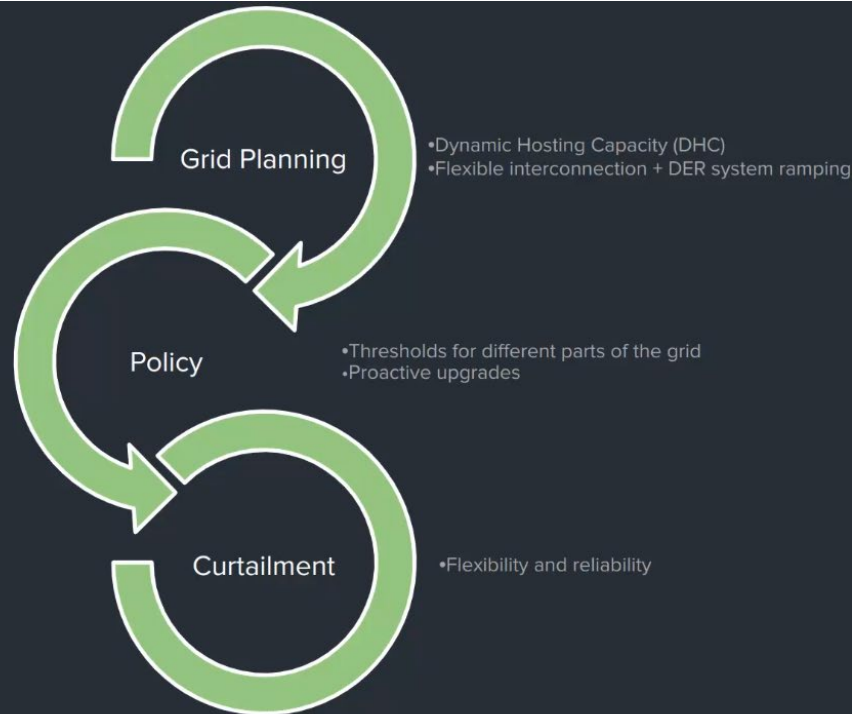 Grid Planning
•Dynamic Hosting Capacity (DHC)
•Flexible interconnection + DER system ramping
Policy
•Thresholds for different parts of the grid
•Proactive upgrades
Curtailment
•Flexibility and reliability